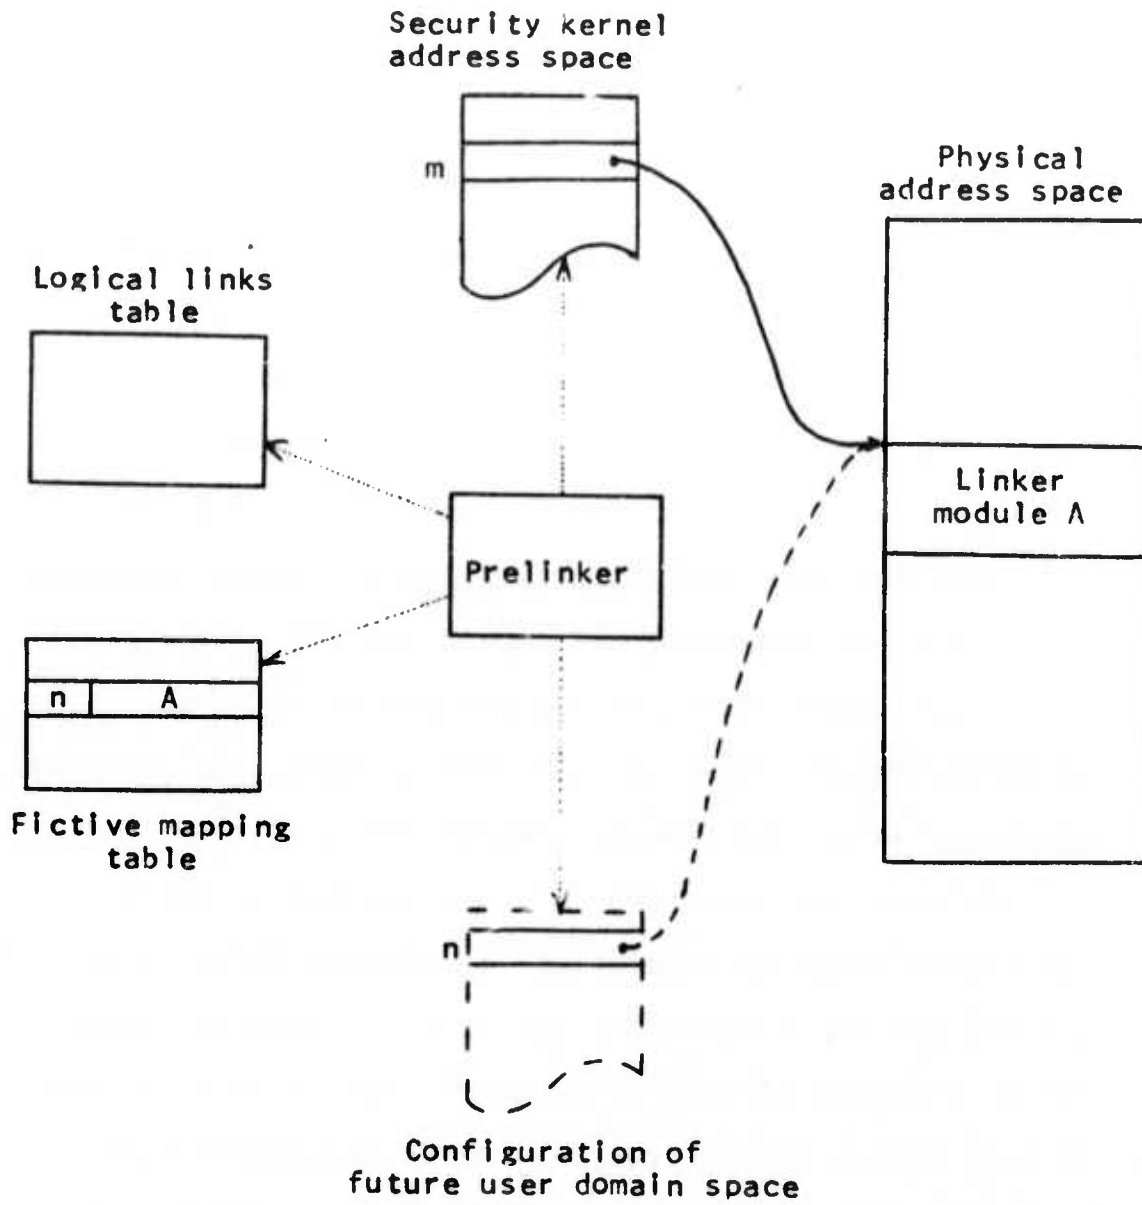 Security kernel
address space
m
Physical
address space
Logical links
table
Linker
module A
Prelinker
n A
Fictive mapping
table
n
Configuration of
future user domain space